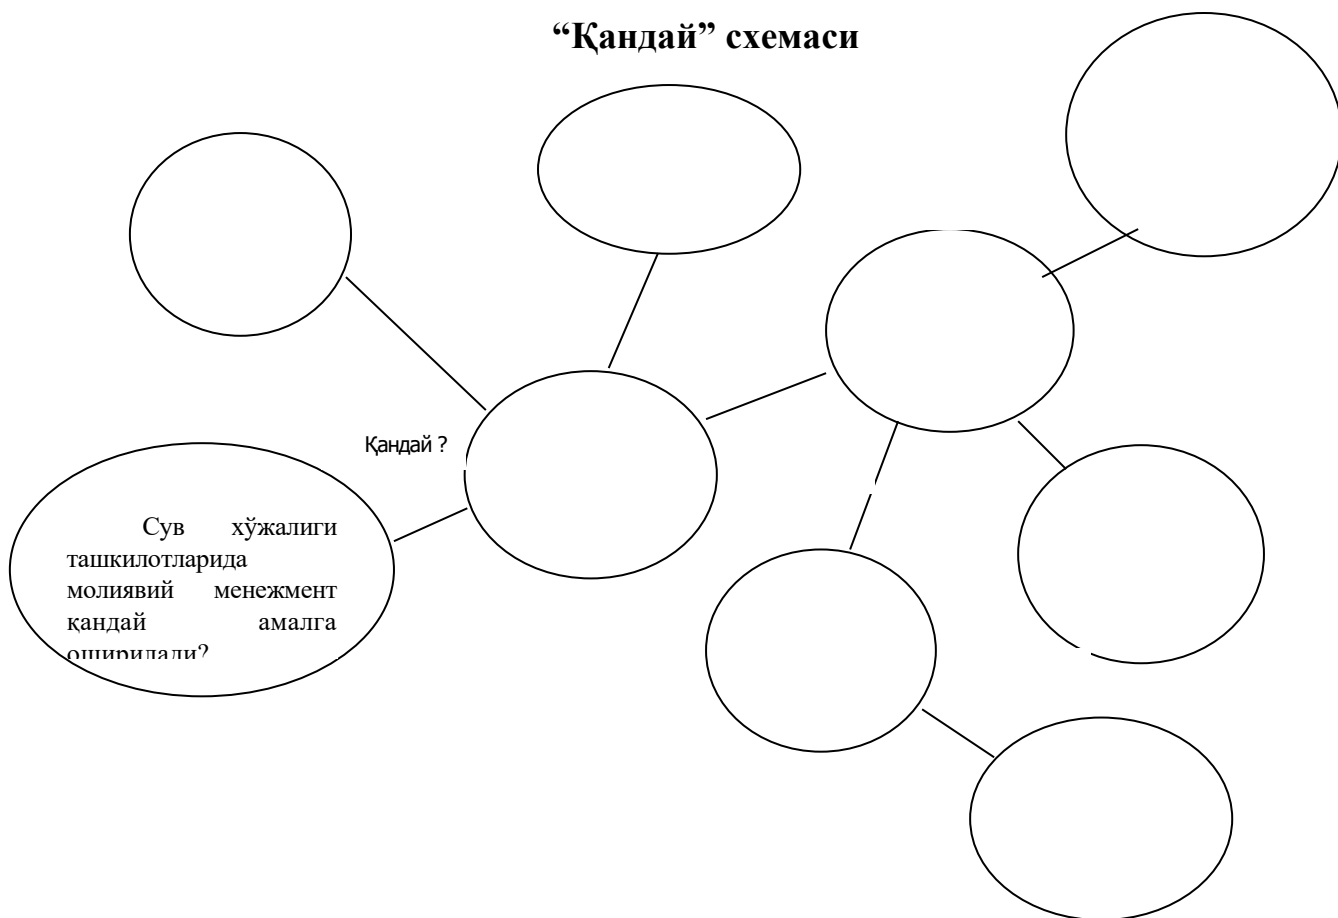 “Қандай” схемаси
Қандай ?
Сув хўжалиги
ташкилотларида
молиявий менежмент
қандай амалга
оширилади?